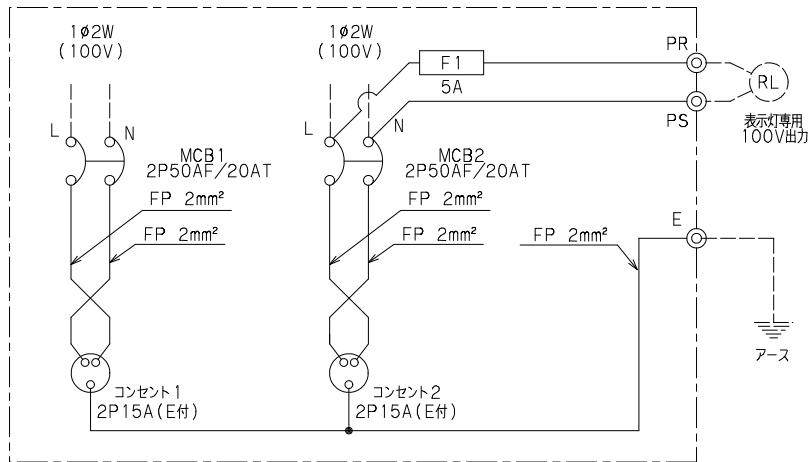 1φ2W
(100V)
1φ2W
(100V)
F1
5A
PR
PS
RL
表示灯専用
100V出力
L
N
MCB1
2P50AF/20AT
L
N
MCB2
2P50AF/20AT
FP 2mm²
FP 2mm²
FP 2mm²
FP 2mm²
FP 2mm²
E
アース
コンセント1
2P15A(E付)
コンセント2
2P15A(E付)